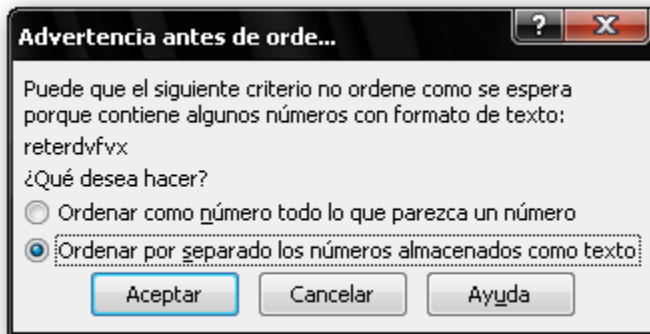 Advertencia antes de orde...
?
X
Puede que el siguiente criterio no ordene como se espera
porque contiene algunos números con formato de texto:
reterdvfvx
¿Qué desea hacer?
Ordenar como número todo lo que parezca un número
Ordenar por separado los números almacenados como texto
Aceptar Cancelar Ayuda